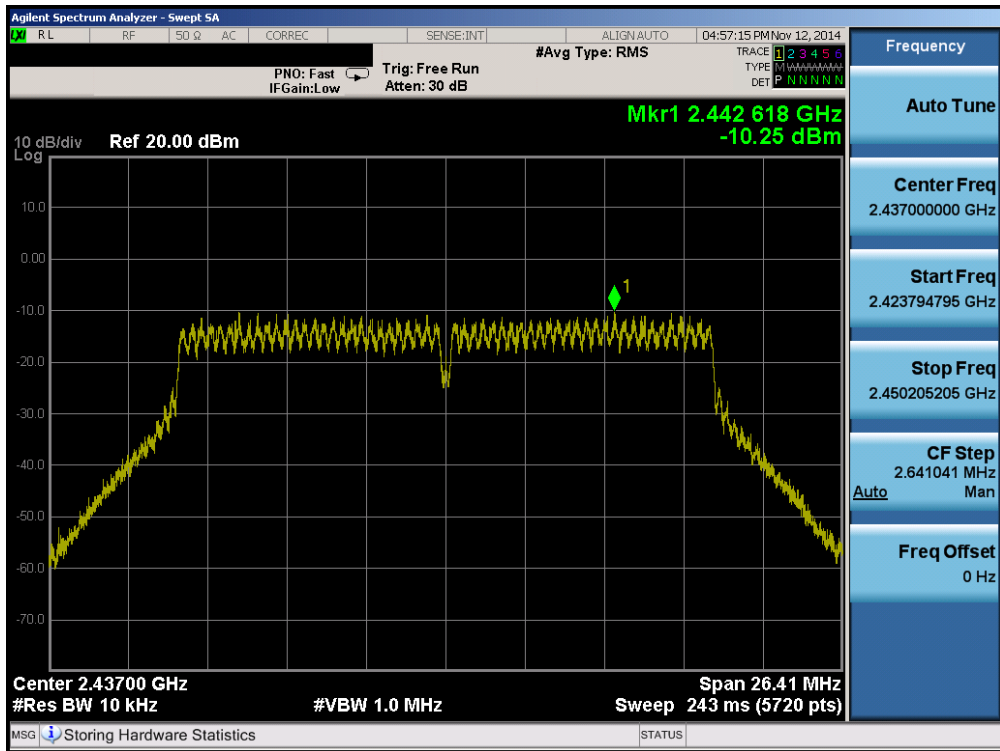 Agilent Spectrum Analyzer - Swept SA
LXI RL RF 50 Ω AC CORREC SENSE:INT ALIGN AUTO 04:57:15 PM Nov 12, 2014
#Avg Type: RMS TRACE 1 2 3 4 5 6
PNO: Fast Trig: Free Run TYPE M WWWWW
IFGain:Low Atten: 30 dB DET P N N N N N
Frequency
Mkr1 2.442 618 GHz
-10.25 dBm
10 dB/div Ref 20.00 dBm
Log
10.0
0.00
-10.0
-20.0
-30.0
-40.0
-50.0
-60.0
-70.0
1
Center 2.43700 GHz Span 26.41 MHz
#Res BW 10 kHz #VBW 1.0 MHz Sweep 243 ms (5720 pts)
Auto Tune
Center Freq
2.437000000 GHz
Start Freq
2.423794795 GHz
Stop Freq
2.450205205 GHz
CF Step
2.641041 MHz
Auto Man
Freq Offset
0 Hz
MSG Storing Hardware Statistics STATUS